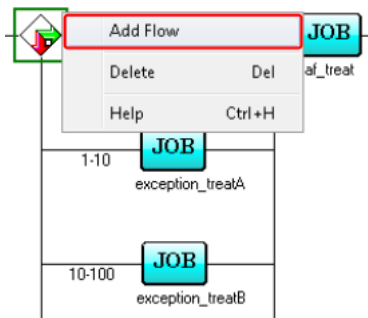 Add Flow
JOB
Delete Del
af_treat
Help Ctrl+H
JOB
1-10
exception_treatA
JOB
10-100
exception_treatB